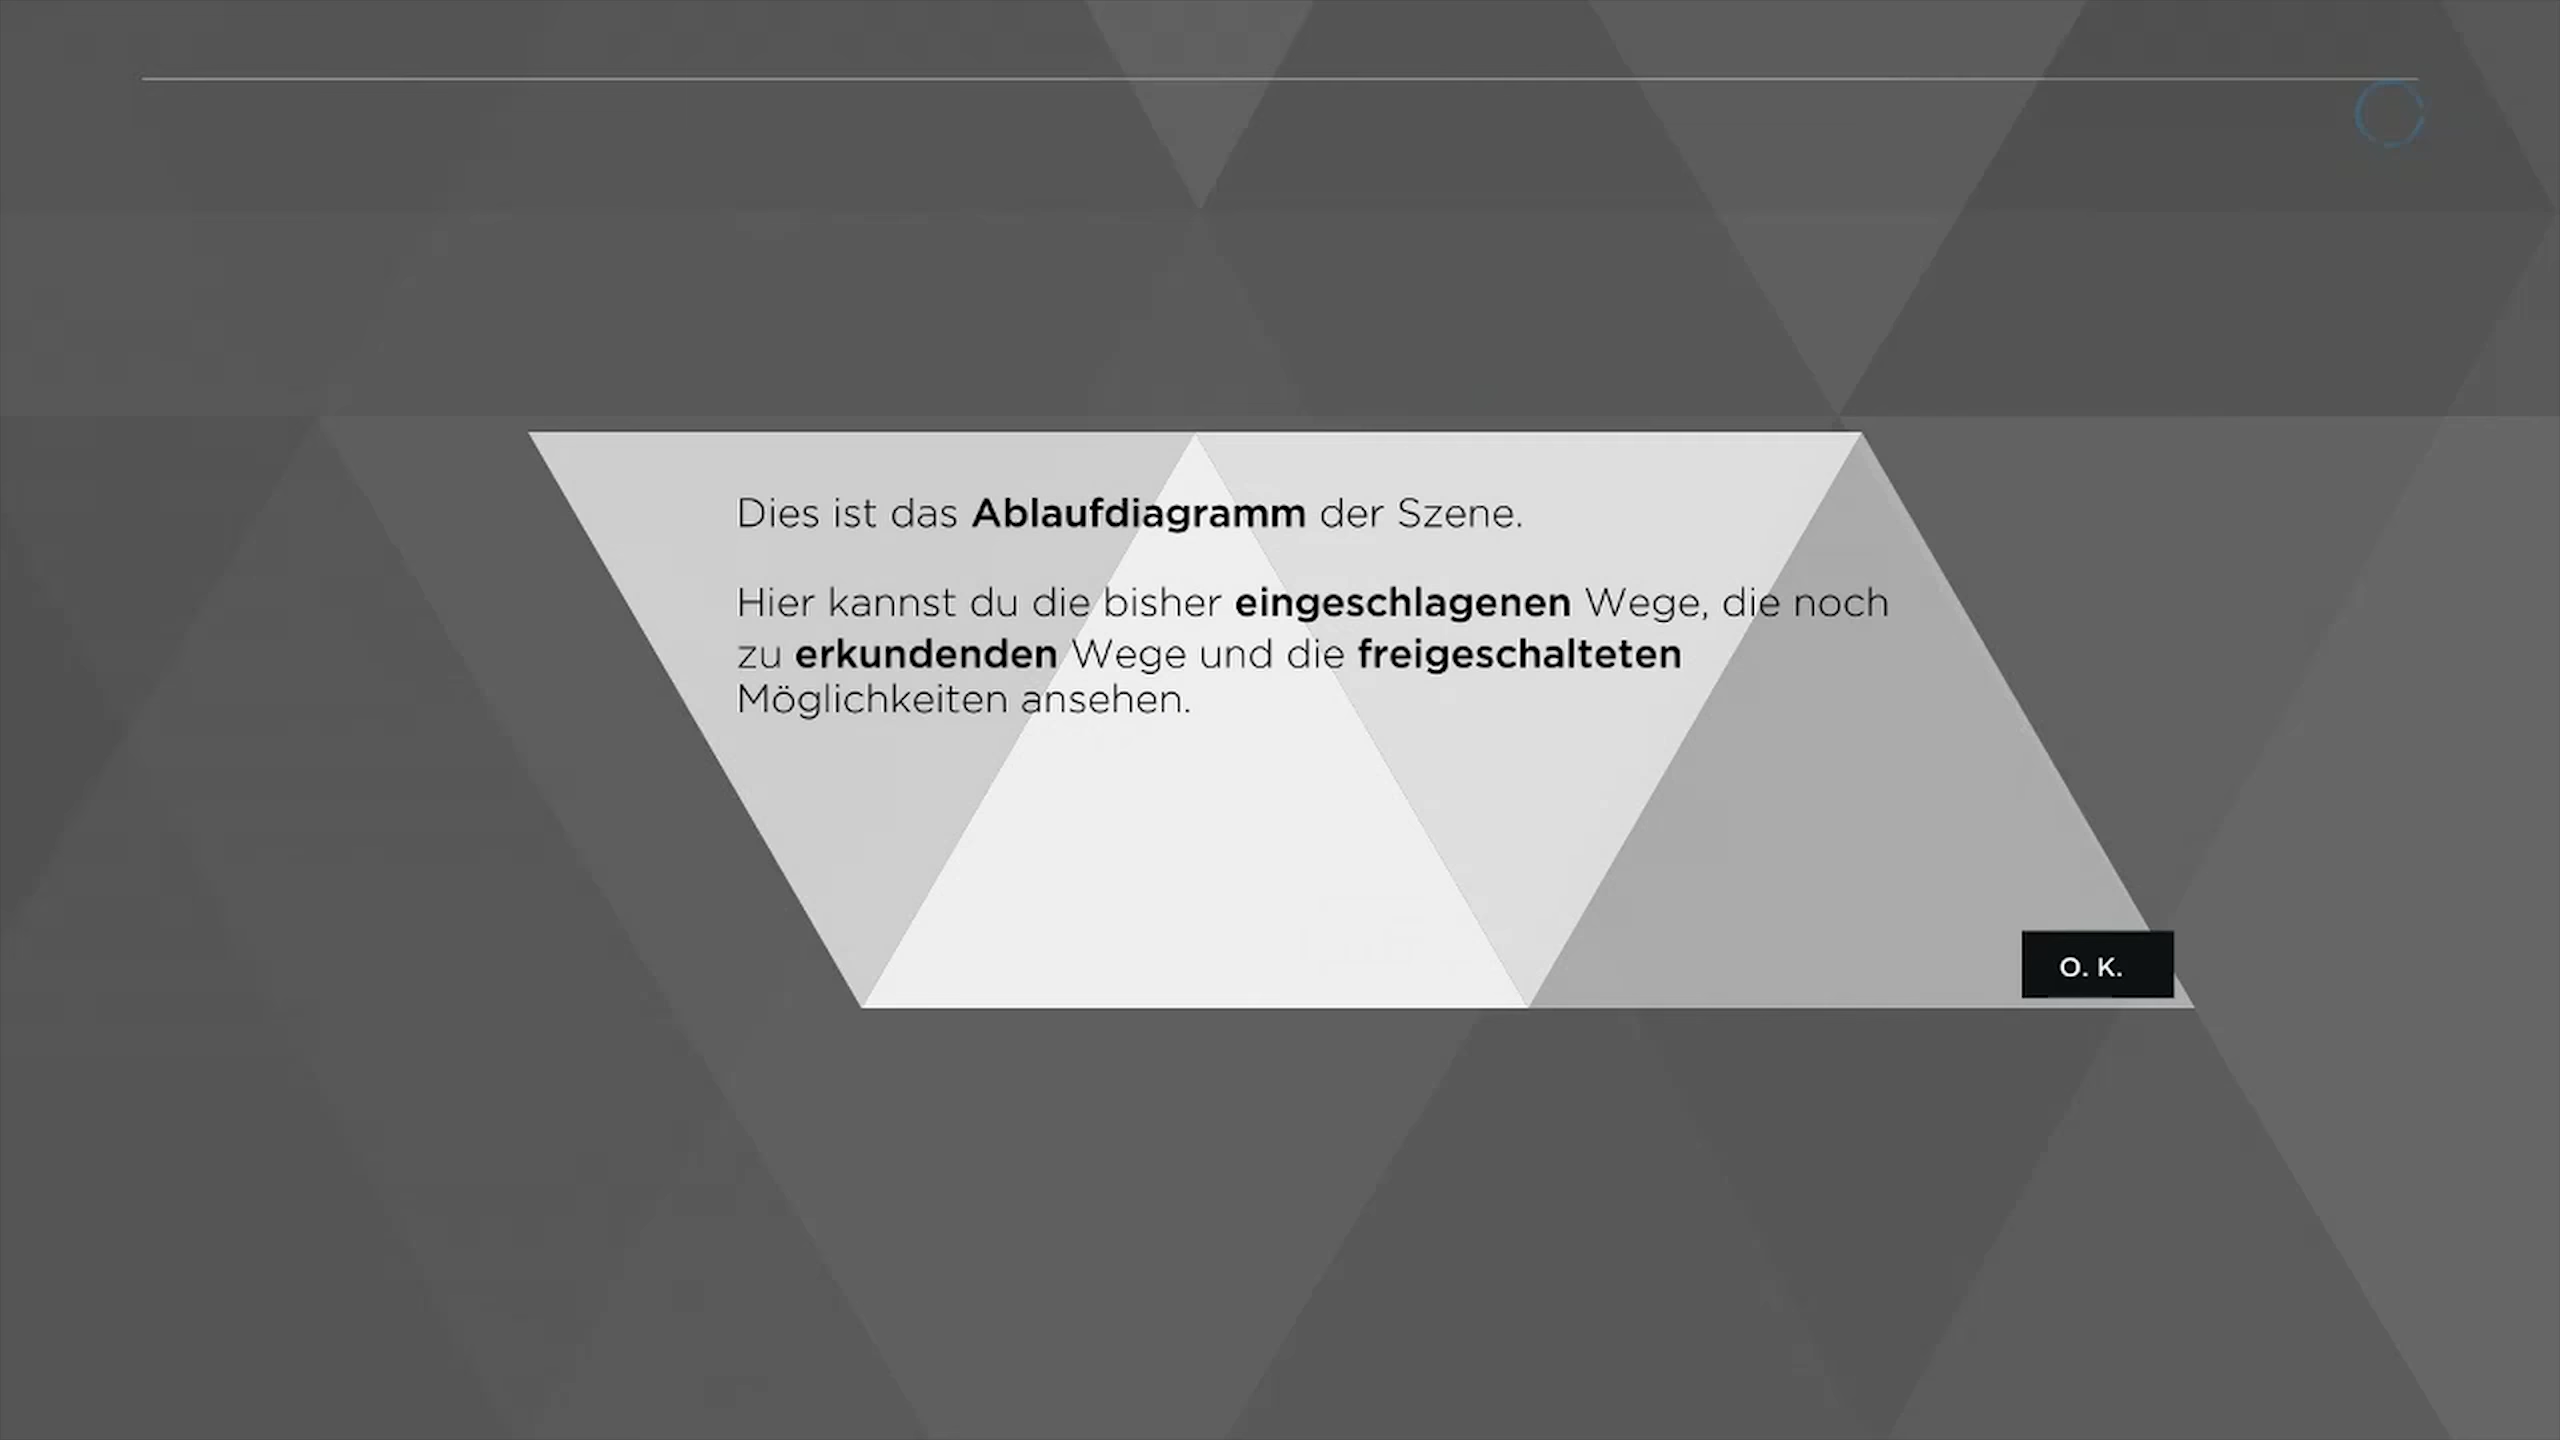 Dies ist das Ablaufdiagramm der Szene.
Hier kannst du die bisher eingeschlagenen Wege, die noch
zu erkundenden Wege und die freigeschalteten
Möglichkeiten ansehen.
O. K.